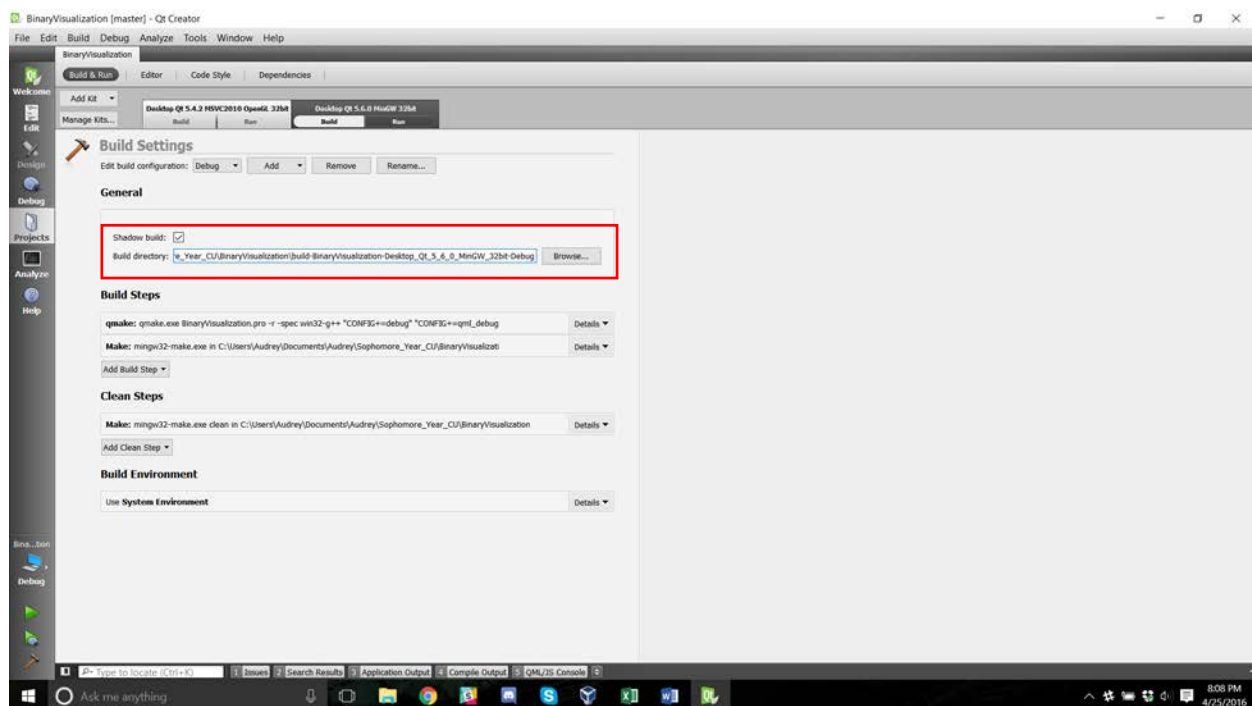 BinaryVisualization [master] - Qt Creator
File Edit Build Debug Analyze Tools Window Help
BinaryVisualization
Build & Run Editor Code Style Dependencies
Add Kit
Manage Kits...
Desktop Qt 5.4.2 MSVC2010 OpenGL 32bit Desktop Qt 5.6.0 MinGW 32bit
Build Run Build Run
Welcome
Edit
Design
Debug
Projects
Analyze
Help
Build Settings
Edit build configuration: Debug Add Remove Rename...
General
Shadow build:
Build directory: e_Year_CU\BinaryVisualization\build-BinaryVisualization-Desktop_Qt_5_6_0_MinGW_32bit-Debug Browse...
Build Steps
qmake: qmake.exe BinaryVisualization.pro -r -spec win32-g++ "CONFIG+=debug" "CONFIG+=qml_debug Details
Make: mingw32-make.exe in C:\Users\Audrey\Documents\Audrey\Sophomore_Year_CU\BinaryVisualizati Details
Add Build Step
Clean Steps
Make: mingw32-make.exe clean in C:\Users\Audrey\Documents\Audrey\Sophomore_Year_CU\BinaryVisualization Details
Add Clean Step
Build Environment
Use System Environment Details
Bina...tion
Debug
Type to locate (Ctrl+K) 1 Issues 2 Search Results 3 Application Output 4 Compile Output 5 QML/JS Console
Ask me anything
8:08 PM
4/25/2016